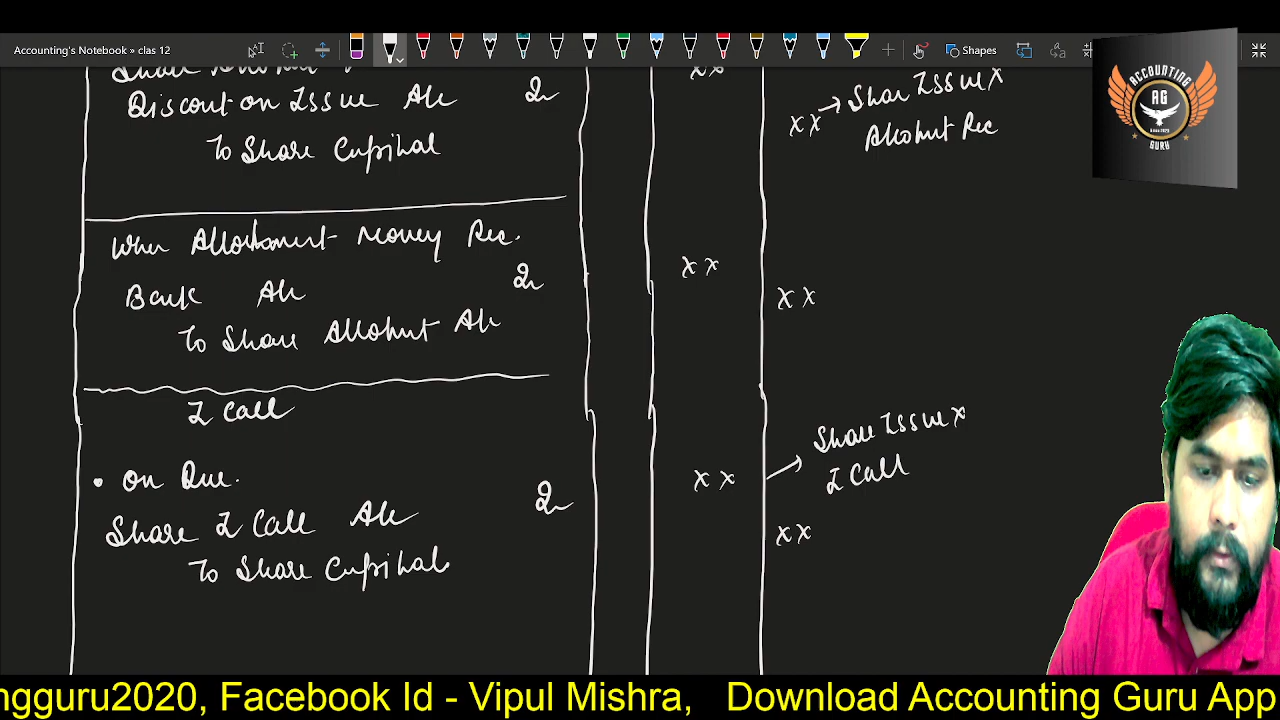 Accounting's Notebook » clas 12
Shapes
ACCOUNTING
AG
Since 2020
GURU
Discount on Issue A/c Dr
To Share Capital
xx
xx → Share Issue x
Allotment Rec
When Allotment Money Rec.
Bank A/c Dr
To Share Allotment A/c
xx
xx
I Call
• On Due.
Share I Call A/c Dr
To Share Capital
xx → Share Issue x
I Call
xx
ngguru2020, Facebook Id - Vipul Mishra, Download Accounting Guru App